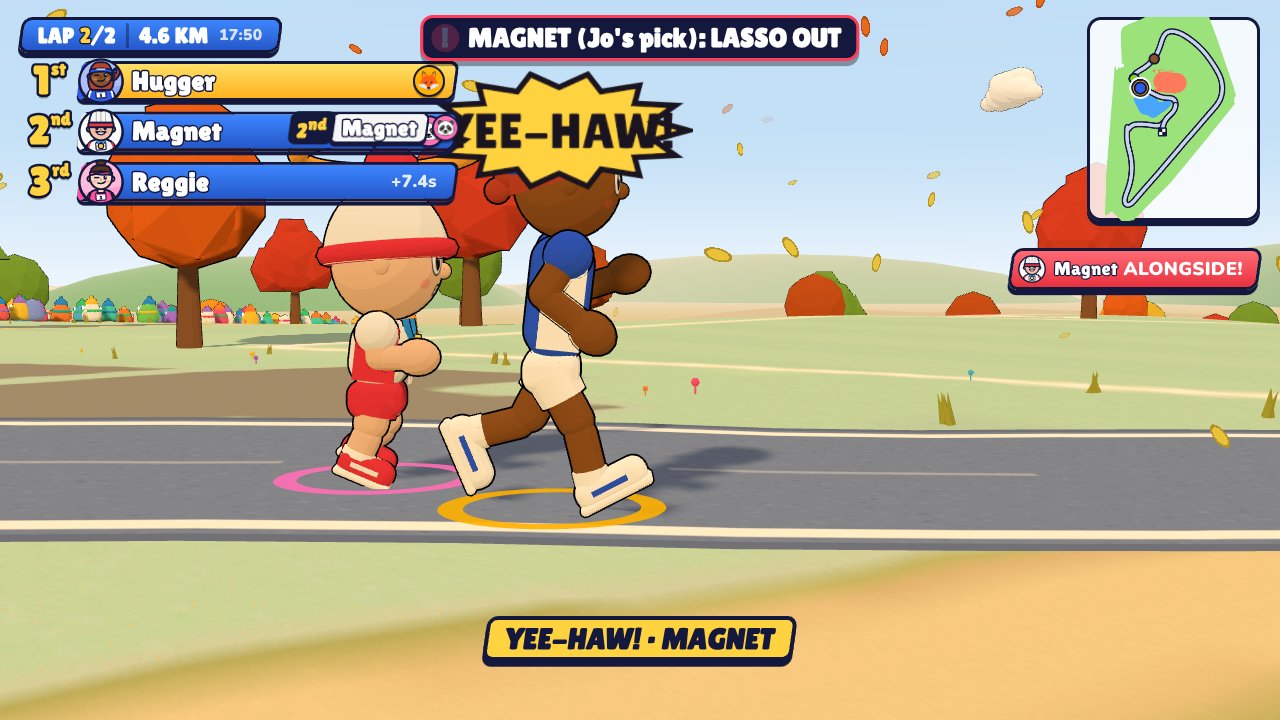 LAP 2/2 4.6 KM 17:50
MAGNET (Jo's pick): LASSO OUT
1st Hugger
2nd Magnet 2nd Magnet
3rd Reggie +7.4s
YEE-HAW!
Magnet ALONGSIDE!
YEE-HAW! · MAGNET